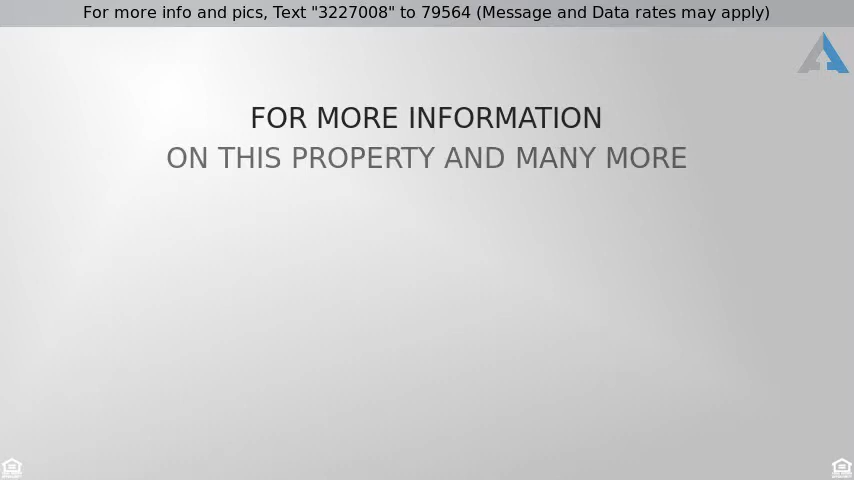 For more info and pics, Text "3227008" to 79564 (Message and Data rates may apply)
FOR MORE INFORMATION
ON THIS PROPERTY AND MANY MORE